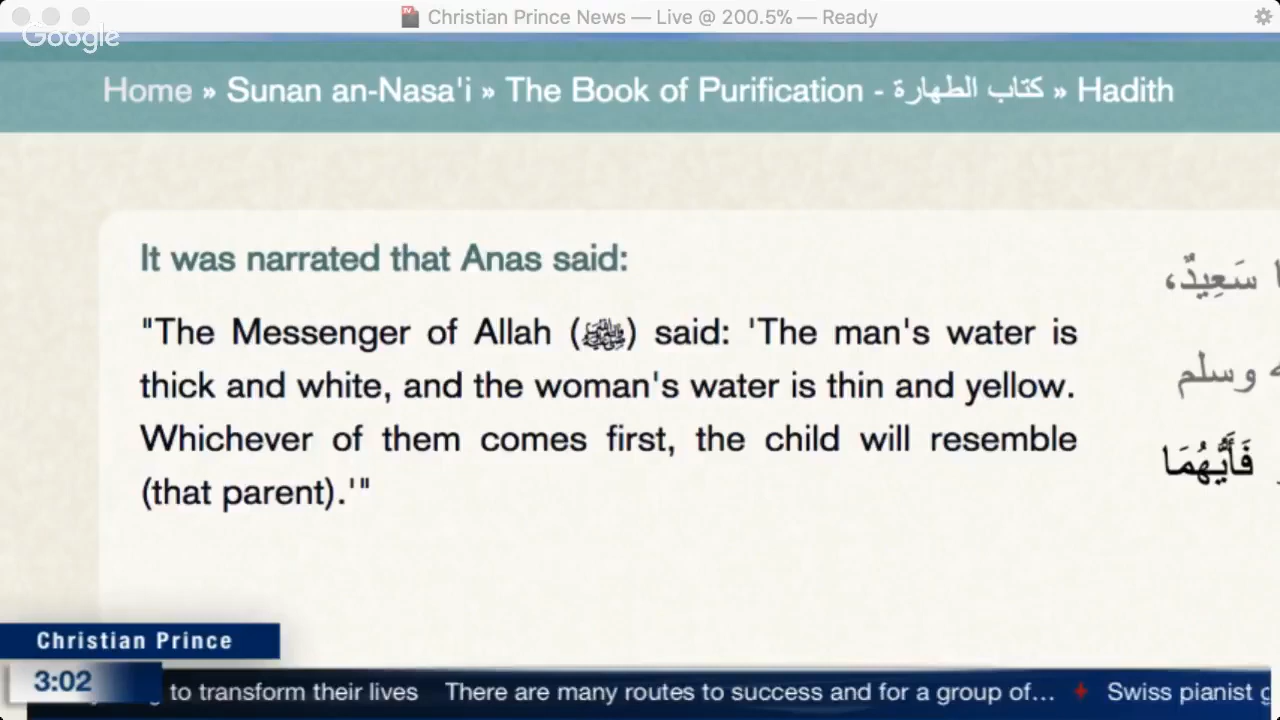 Christian Prince News — Live @ 200.5% — Ready
Google
Home » Sunan an-Nasa'i » The Book of Purification - كتاب الطهارة » Hadith
It was narrated that Anas said:
"The Messenger of Allah (ﷺ) said: 'The man's water is
thick and white, and the woman's water is thin and yellow.
Whichever of them comes first, the child will resemble
(that parent).'"
سَعِيدٌ،
وسلم
فَأَيُّهُمَا
Christian Prince
3:02
to transform their lives There are many routes to success and for a group of... Swiss pianist